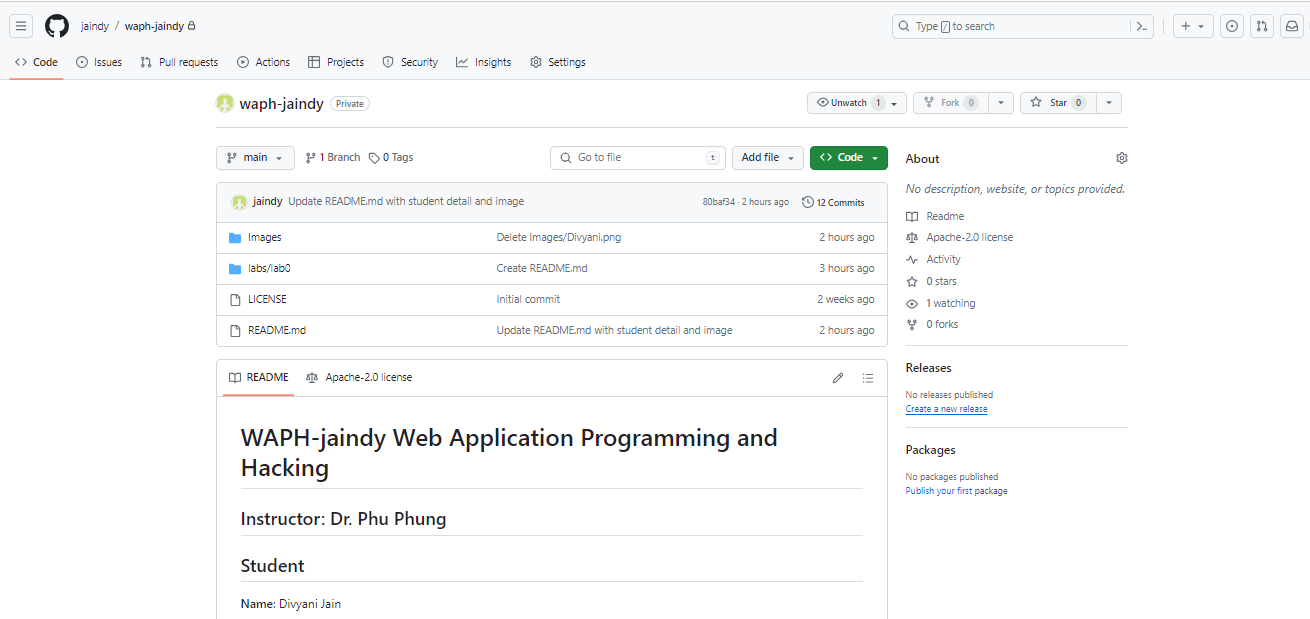 jaindy / waph-jaindy
Type / to search
Code Issues Pull requests Actions Projects Security Insights Settings
waph-jaindy Private
Unwatch 1 Fork 0 Star 0
main 1 Branch 0 Tags Go to file t Add file Code
jaindy Update README.md with student detail and image 80baf34 · 2 hours ago 12 Commits
Images Delete Images/Divyani.png 2 hours ago
labs/lab0 Create README.md 3 hours ago
LICENSE Initial commit 2 weeks ago
README.md Update README.md with student detail and image 2 hours ago
README Apache-2.0 license
WAPH-jaindy Web Application Programming and
Hacking
Instructor: Dr. Phu Phung
Student
Name: Divyani Jain
About
No description, website, or topics provided.
Readme
Apache-2.0 license
Activity
0 stars
1 watching
0 forks
Releases
No releases published
Create a new release
Packages
No packages published
Publish your first package